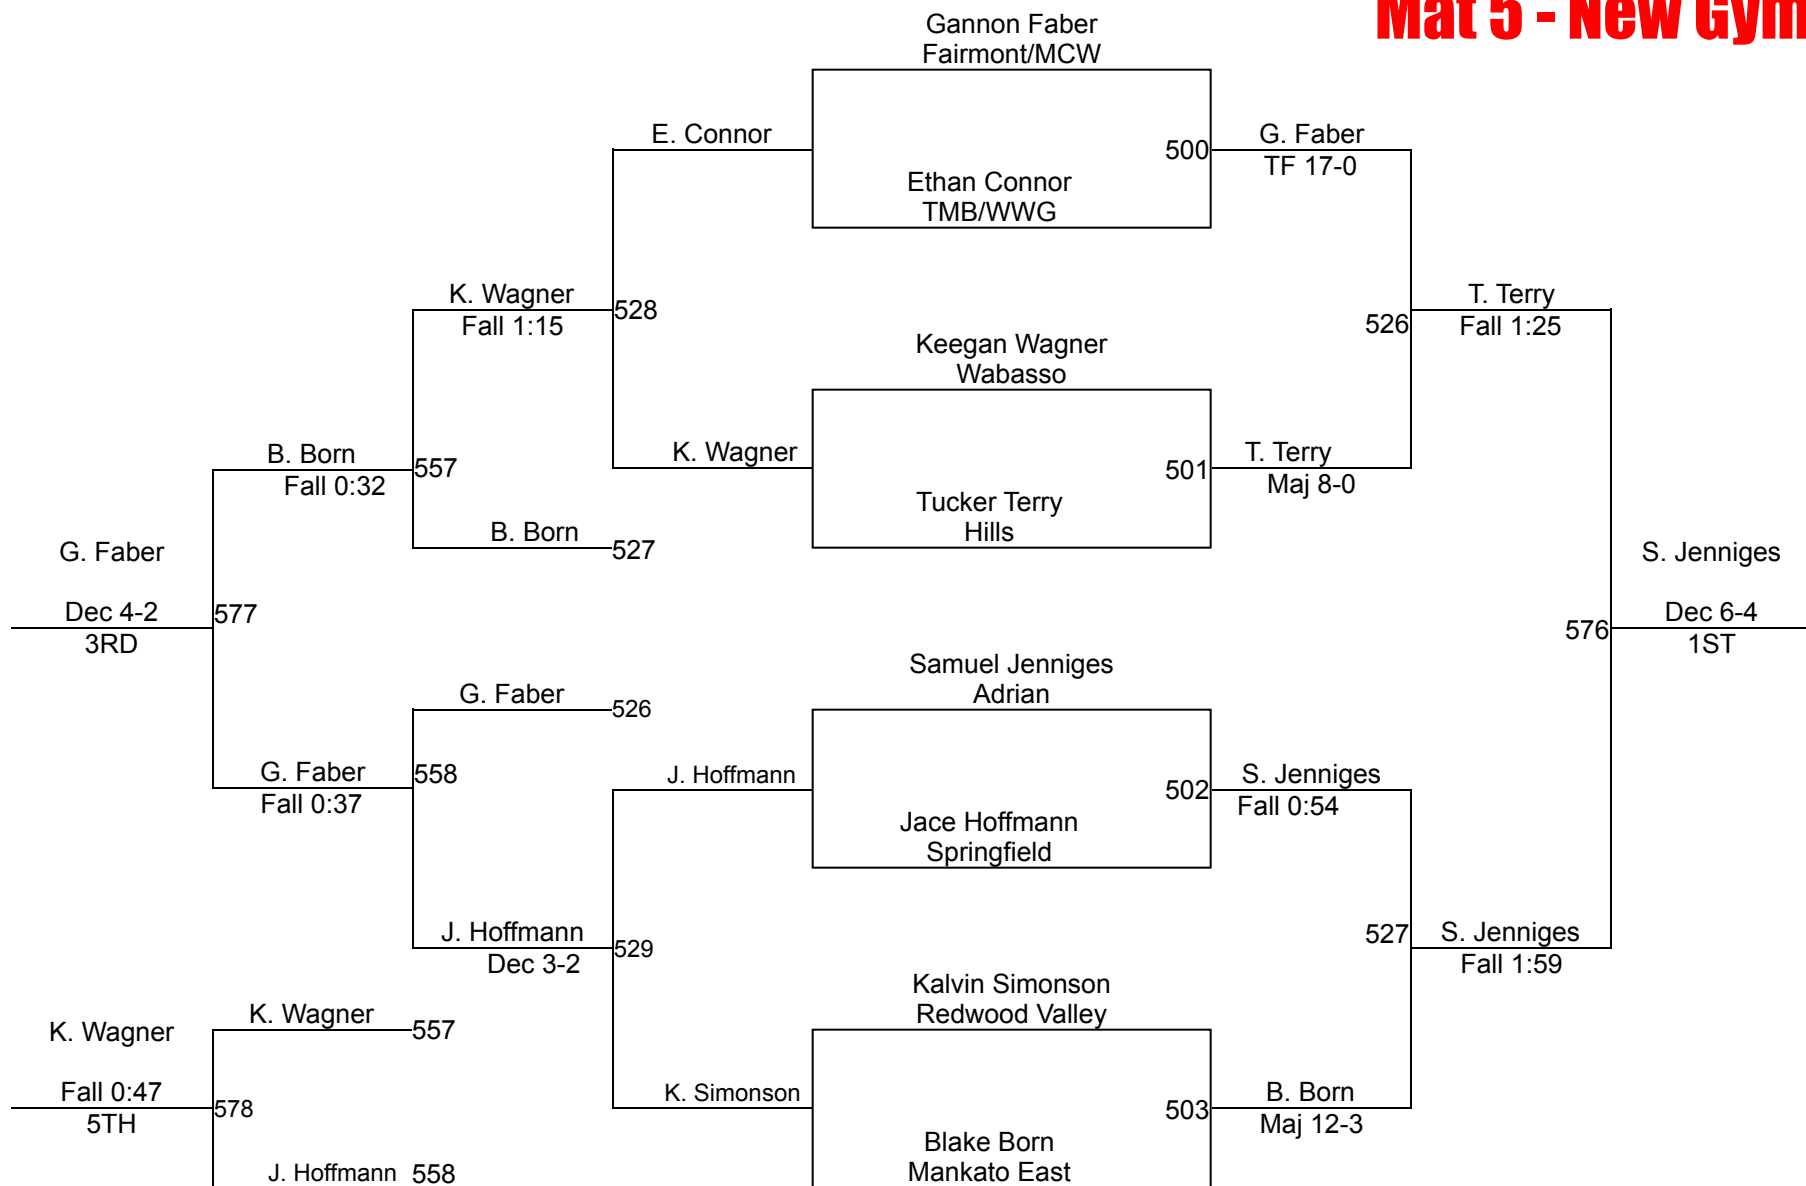 Mat 5 - New Gym
Gannon Faber
Fairmont/MCW
E. Connor
500
G. Faber
TF 17-0
Ethan Connor
TMB/WWG
K. Wagner
Fall 1:15
528
T. Terry
Fall 1:25
526
Keegan Wagner
Wabasso
B. Born
Fall 0:32
557
K. Wagner
501
T. Terry
Maj 8-0
Tucker Terry
Hills
B. Born
527
G. Faber
Dec 4-2
3RD
577
S. Jenniges
Dec 6-4
1ST
576
Samuel Jenniges
Adrian
G. Faber
526
G. Faber
Fall 0:37
558
J. Hoffmann
502
S. Jenniges
Fall 0:54
Jace Hoffmann
Springfield
J. Hoffmann
Dec 3-2
529
527
S. Jenniges
Fall 1:59
Kalvin Simonson
Redwood Valley
K. Wagner
557
K. Wagner
Fall 0:47
5TH
578
K. Simonson
503
B. Born
Maj 12-3
Blake Born
Mankato East
J. Hoffmann
558